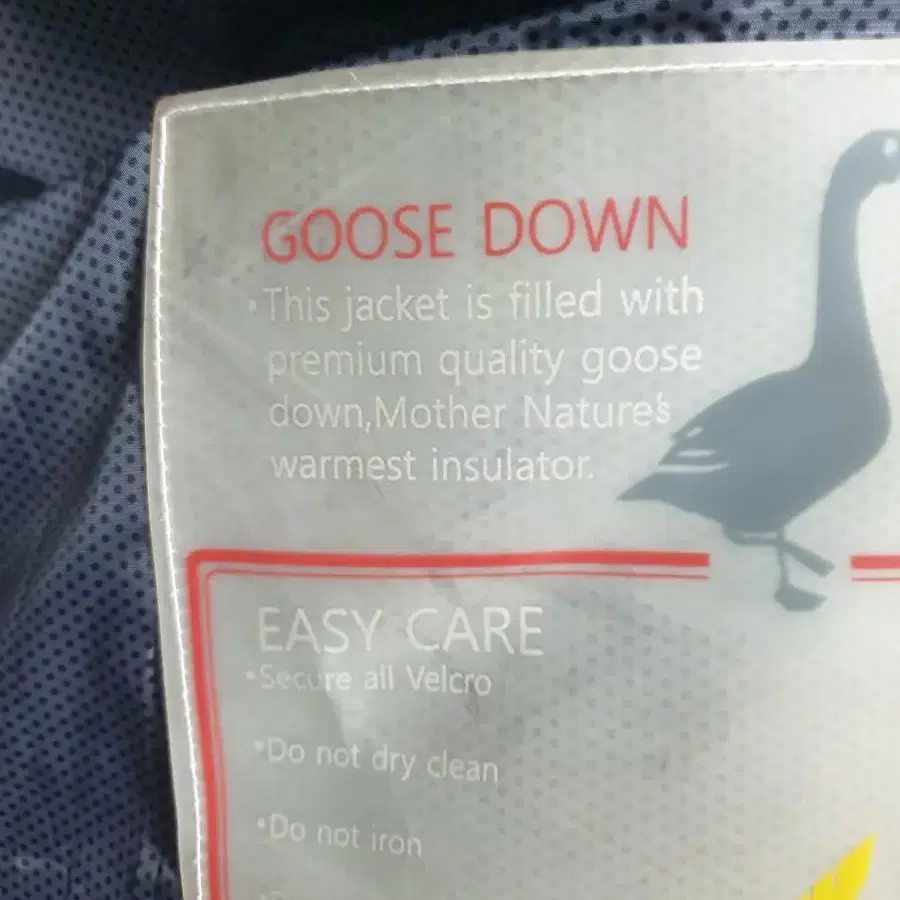 GOOSE DOWN
•This jacket is filled with
premium quality goose
down,Mother Nature's
warmest insulator.
EASY CARE
•Secure all Velcro
•Do not dry clean
•Do not iron